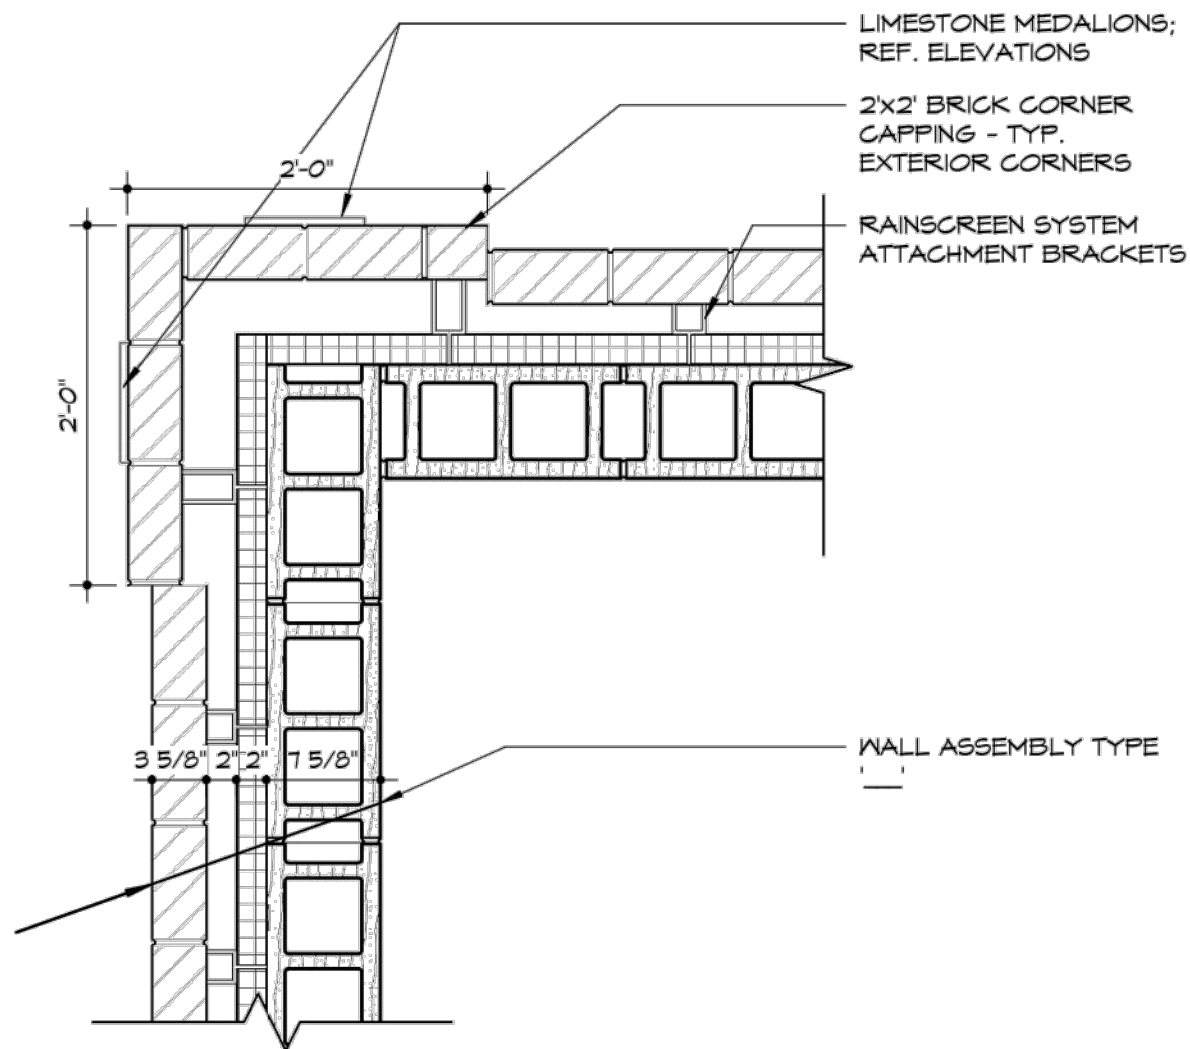 LIMESTONE MEDALIONS;
REF. ELEVATIONS
2'x2' BRICK CORNER
CAPPING - TYP.
EXTERIOR CORNERS
2'-0"
RAINSCREEN SYSTEM
ATTACHMENT BRACKETS
2'-0"
3 5/8" 2" 2" 7 5/8"
WALL ASSEMBLY TYPE
'__'